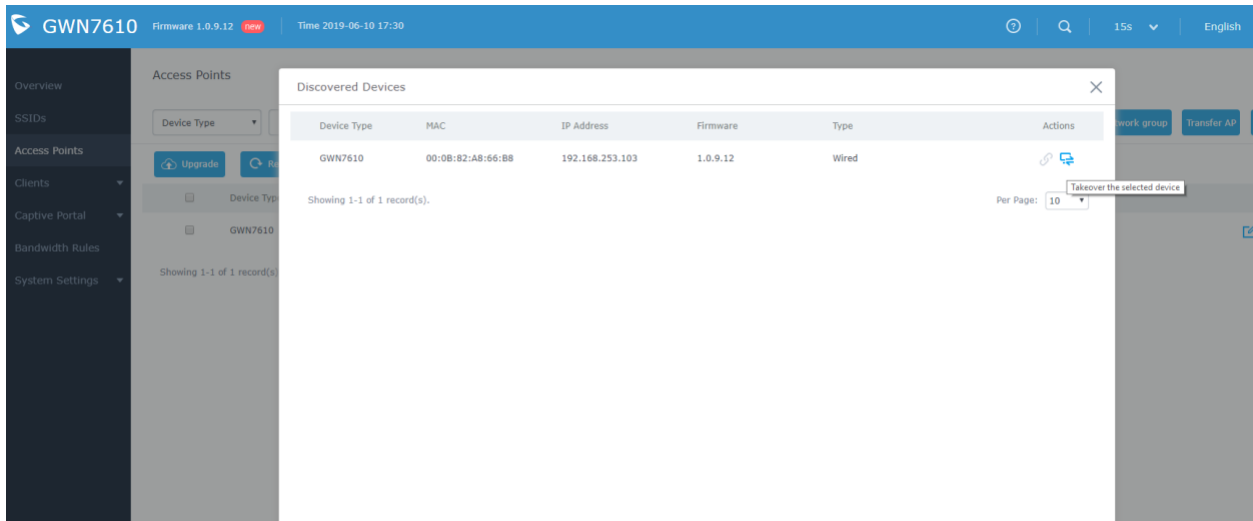 GWN7610 Firmware 1.0.9.12 new Time 2019-06-10 17:30 15s English
Overview
SSIDs
Access Points
Clients
Captive Portal
Bandwidth Rules
System Settings
Access Points
Device Type
work group Transfer AP
Upgrade Re
Device Typ
GWN7610
Showing 1-1 of 1 record(s)
Discovered Devices
Device Type MAC IP Address Firmware Type Actions
GWN7610 00:0B:82:A8:66:B8 192.168.253.103 1.0.9.12 Wired
Takeover the selected device
Showing 1-1 of 1 record(s). Per Page: 10